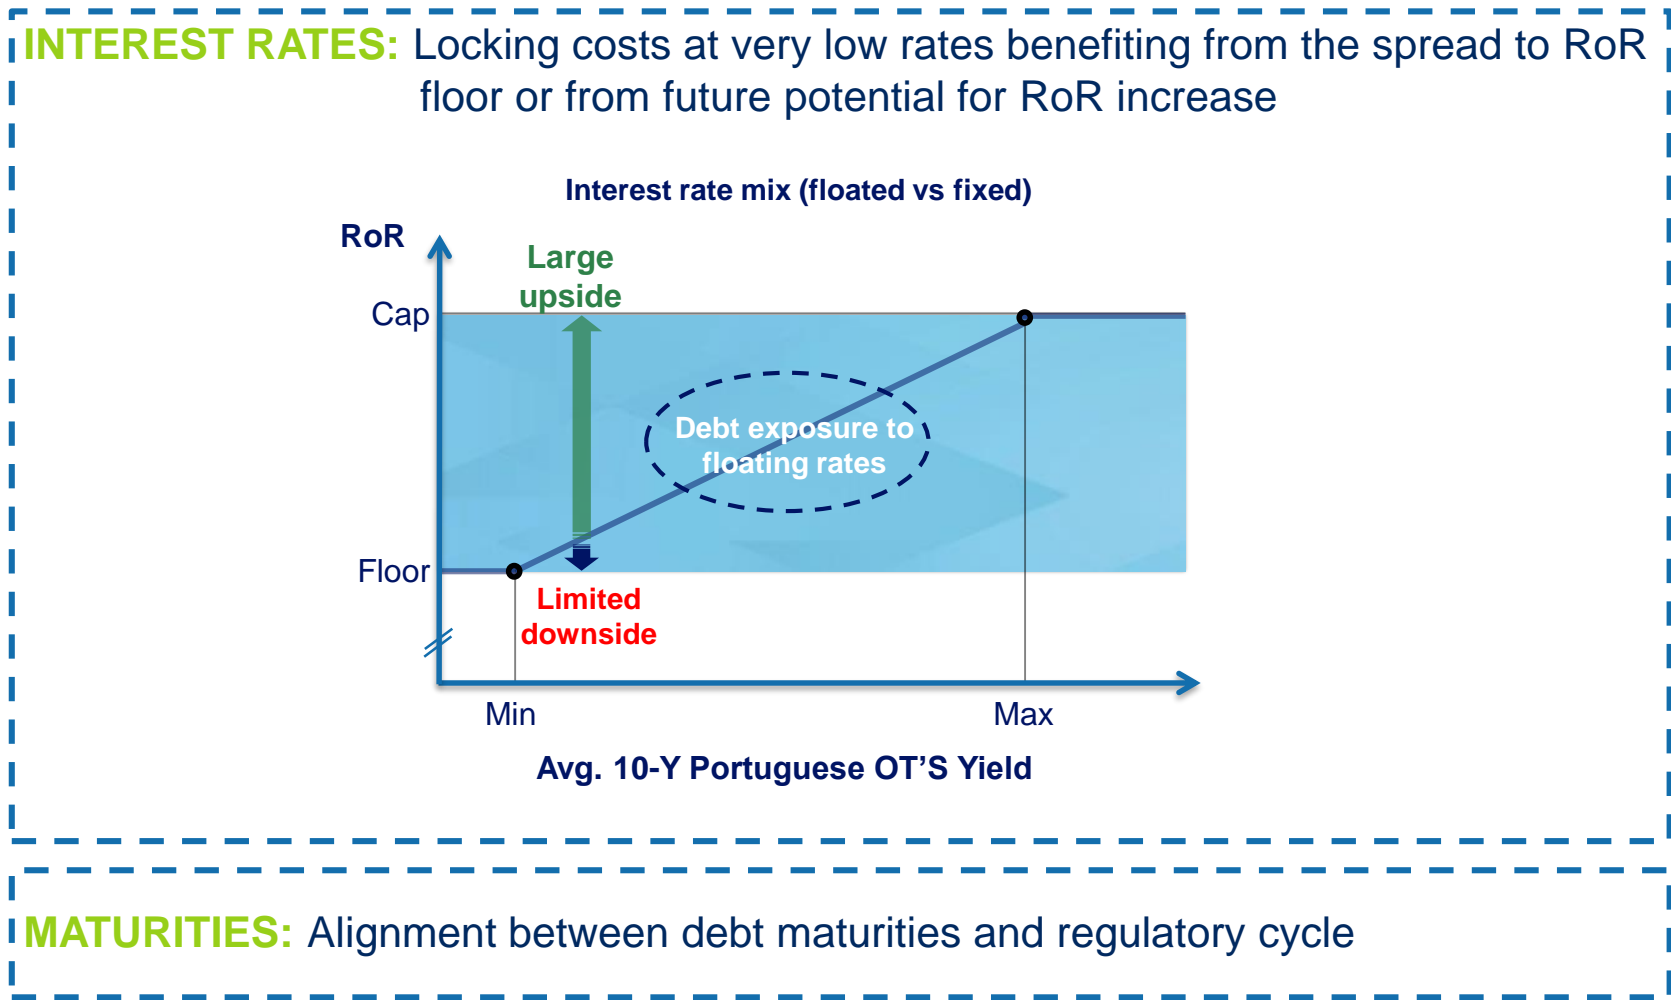 INTEREST RATES: Locking costs at very low rates benefiting from the spread to RoR
floor or from future potential for RoR increase
Interest rate mix (floated vs fixed)
RoR
Large
upside
Cap
Debt exposure to
floating rates
Floor
Limited
downside
Min
Max
Avg. 10-Y Portuguese OT’S Yield
MATURITIES: Alignment between debt maturities and regulatory cycle